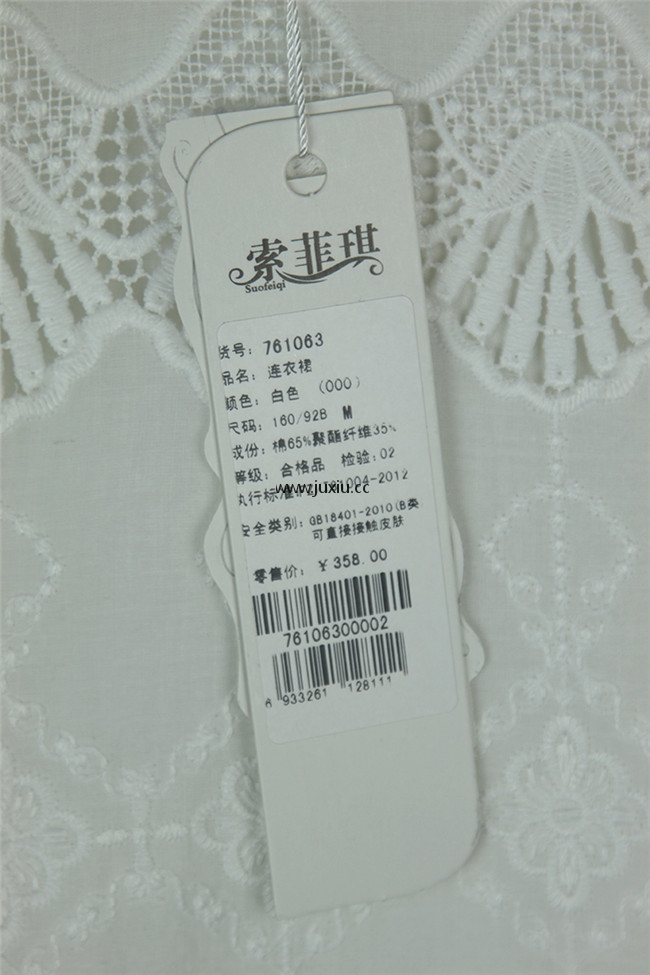 索菲琪
Suofeiqi
货号: 761063
品名: 连衣裙
颜色: 白色 (000)
尺码: 160/92B M
成份: 棉65%聚酯纤维35%
等级: 合格品 检验:02
执行标准 81004-2012
www.juxiu.cc
安全类别: GB18401-2010(B类
可直接接触皮肤
零售价: ¥358.00
76106300002
6 933261 128111